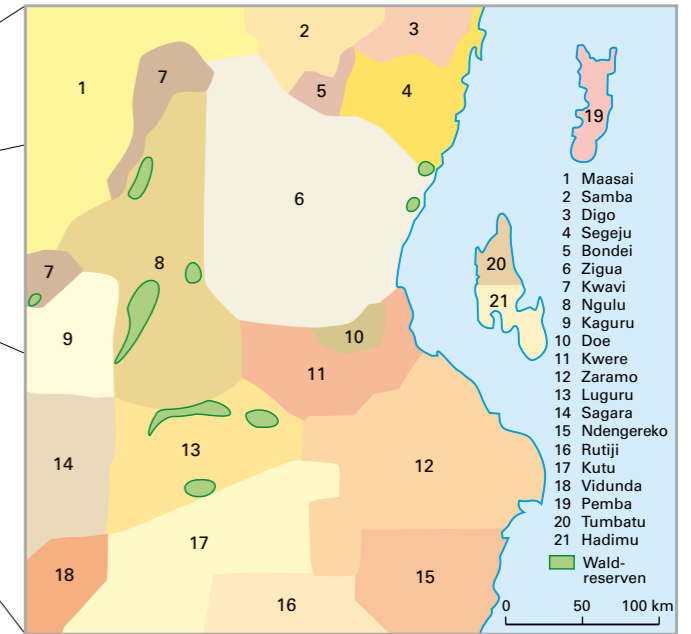 2
3
1
7
5
4
19
6
8
7
20
21
9
10
11
13
14
12
17
18
15
16
1 Maasai
2 Samba
3 Digo
4 Segeju
5 Bondei
6 Zigua
7 Kwavi
8 Ngulu
9 Kaguru
10 Doe
11 Kwere
12 Zaramo
13 Luguru
14 Sagara
15 Ndengereko
16 Rutiji
17 Kutu
18 Vidunda
19 Pemba
20 Tumbatu
21 Hadimu
Wald-
reserven
0 50 100 km